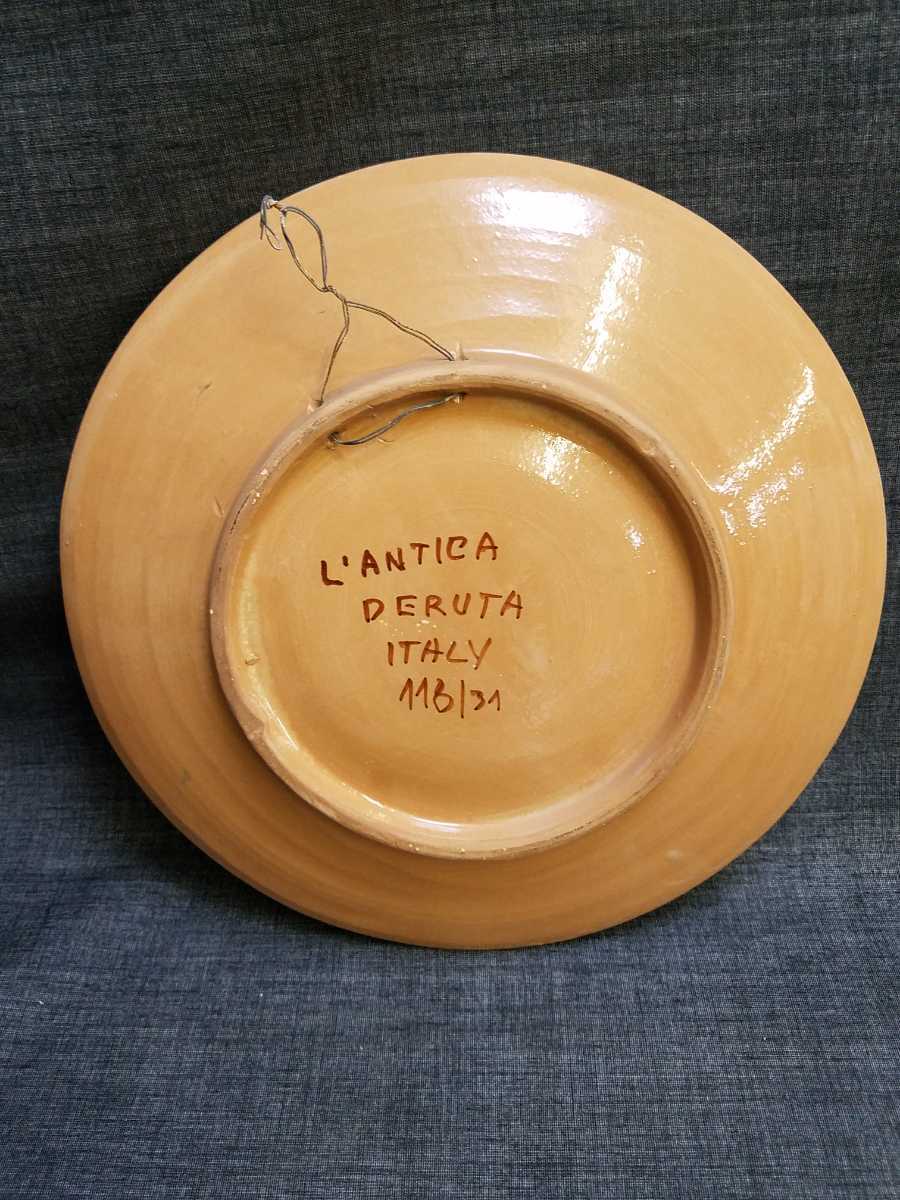 L'ANTICA
DERUTA
ITALY
116/31